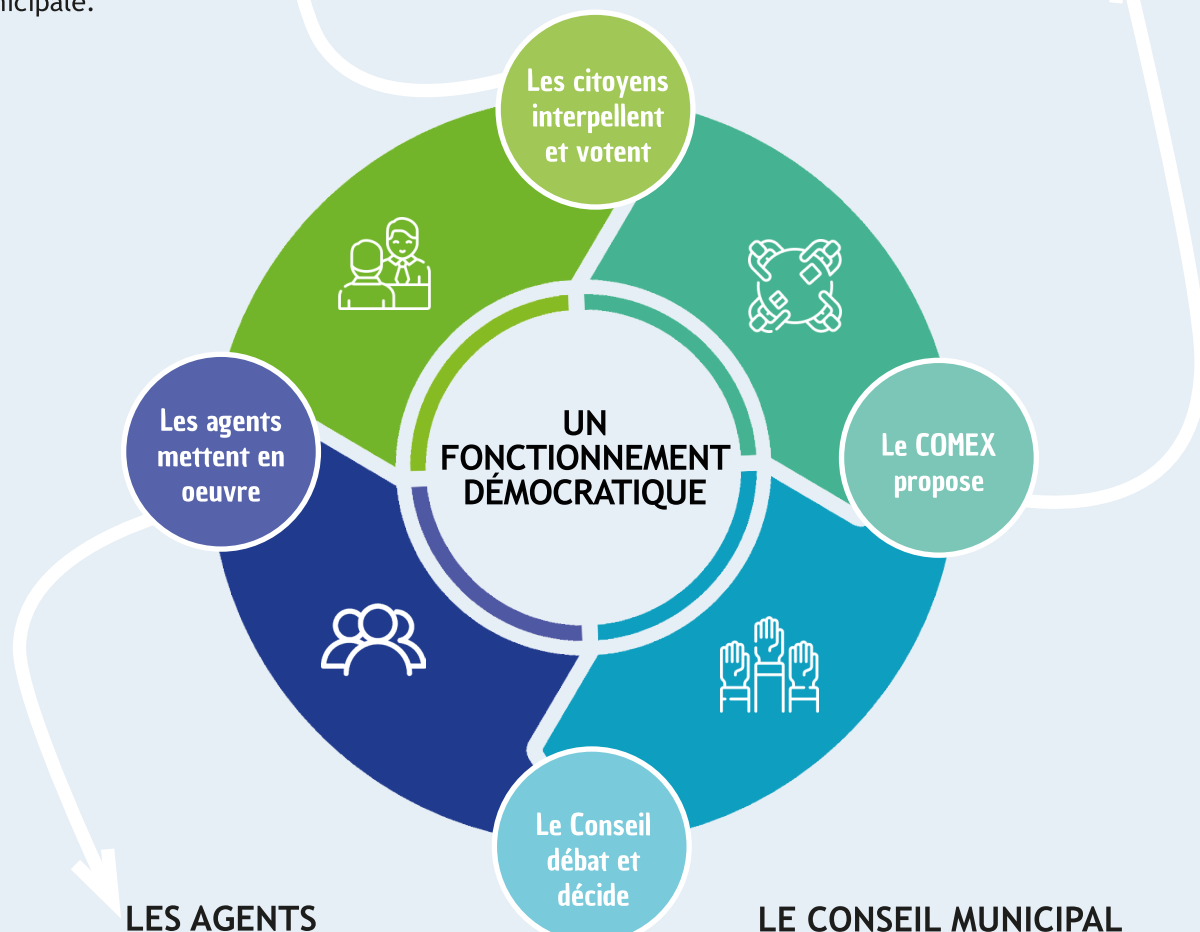 Les citoyens
interpellent
et votent
Les agents
mettent en
oeuvre
UN
FONCTIONNEMENT
DÉMOCRATIQUE
Le COMEX
propose
Le Conseil
débat et
décide
LES AGENTS
LE CONSEIL MUNICIPAL